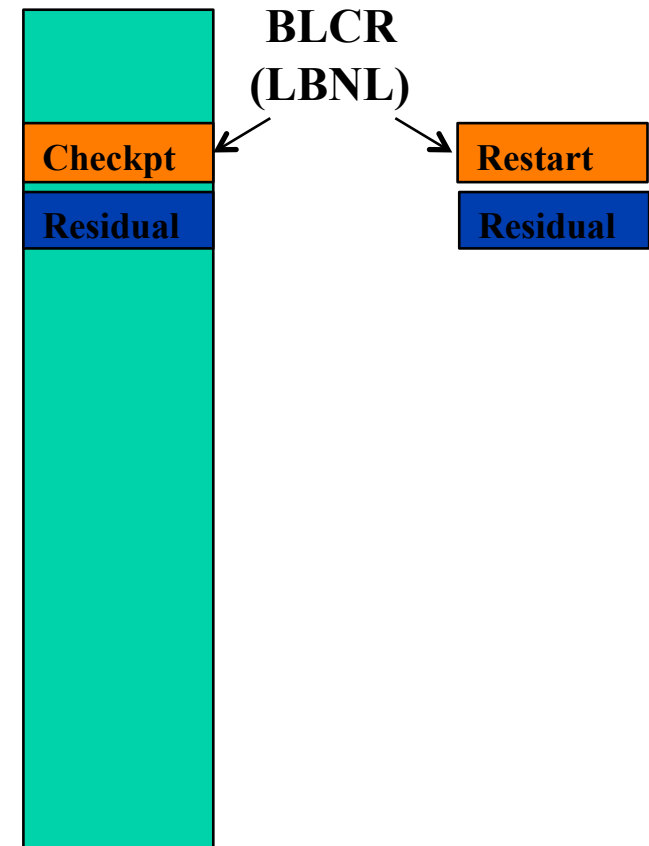 BLCR
(LBNL)
Checkpt
Restart
Residual
Residual